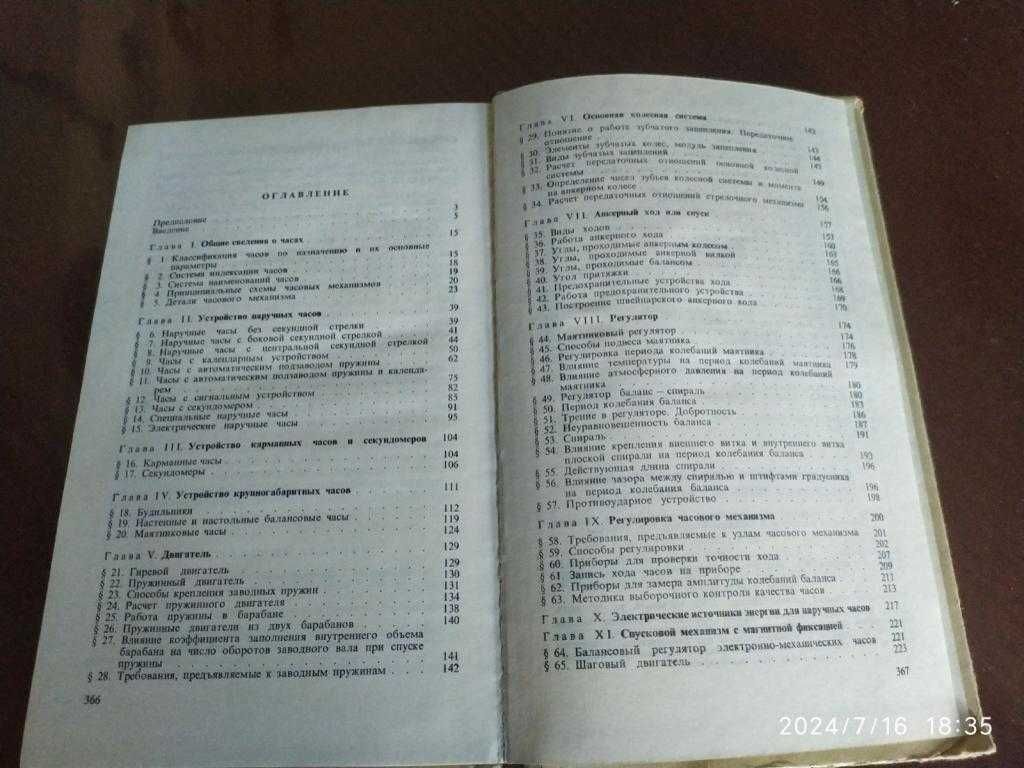 ОГЛАВЛЕНИЕ
Предисловие 3
Введение 5
Глава I. Общие сведения о часах 15
§ 1 Классификация часов по назначению и их основные
параметры 15
§ 2. Система индексации часов 18
§ 3. Система наименований часов 19
§ 4. Принципиальные схемы часовых механизмов 20
§ 5. Детали часового механизма 23
Глава II. Устройство наручных часов 39
§ 6. Наручные часы без секундной стрелки 39
§ 7. Наручные часы с боковой секундной стрелкой 41
§ 8. Наручные часы с центральной секундной стрелкой 44
§ 9. Часы с календарным устройством 50
§ 10. Часы с автоматическим подзаводом пружины 62
§ 11. Часы с автоматическим подзаводом пружины и календа-
рем 75
§ 12. Часы с сигнальным устройством 82
§ 13. Часы с секундомером 85
§ 14. Специальные наручные часы 91
§ 15. Электрические наручные часы 95
Глава III. Устройство карманных часов и секундомеров 104
§ 16. Карманные часы 104
§ 17. Секундомеры 106
Глава IV. Устройство крупногабаритных часов 111
§ 18. Будильники 112
§ 19. Настенные и настольные балансовые часы 119
§ 20. Маятниковые часы 124
Глава V. Двигатель 129
§ 21. Гиревой двигатель 129
§ 22. Пружинный двигатель 130
§ 23. Способы крепления заводных пружин 131
§ 24. Расчет пружинного двигателя 134
§ 25. Работа пружины в барабане 138
§ 26. Пружинные двигатели из двух барабанов 140
§ 27. Влияние коэффициента заполнения внутреннего объема
барабана на число оборотов заводного вала при спуске
пружины 141
§ 28. Требования, предъявляемые к заводным пружинам 142
366
Глава VI. Основная колесная система 142
§ 29. Понятие о работе зубчатого зацепления. Передаточное
отношение
§ 30. Элементы зубчатых колес, модуль зацепления 143
§ 31. Виды зубчатых зацеплений 144
§ 32. Расчет передаточных отношений основной колесной
системы 145
§ 33. Определение чисел зубьев колесной системы и момента
на анкерном колесе 149
§ 34. Расчет передаточных отношений стрелочного механизма 154
Глава VII. Анкерный ход или спуск 156
§ 35. Виды ходов 157
§ 36. Работа анкерного хода
§ 37. Углы, проходимые анкерным колесом 160
§ 38. Углы, проходимые анкерной вилкой 163
§ 39. Углы, проходимые балансом 165
§ 40. Угол притяжки 166
§ 41. Предохранительные устройства хода 166
§ 42. Работа предохранительного устройства 168
§ 43. Построение швейцарского анкерного хода 169
Глава VIII. Регулятор 170
§ 44. Маятниковый регулятор 174
§ 45. Способы подвеса маятника 174
§ 46. Регулировка периода колебаний маятника 176
§ 47. Влияние температуры на период колебаний маятника 178
§ 48. Влияние атмосферного давления на период колебаний 179
маятника
§ 49. Регулятор баланс — спираль 180
§ 50. Период колебания баланса 180
§ 51. Трение в регуляторе. Добротность 183
§ 52. Неуравновешенность баланса 186
§ 53. Спираль 187
§ 54. Влияние крепления внешнего витка и внутреннего витка 191
плоской спирали на период колебания баланса
§ 55. Действующая длина спирали 193
§ 56. Влияние зазора между спиралью и штифтами градусника 196
на период колебания баланса 196
§ 57. Противоударное устройство 198
Глава IX. Регулировка часового механизма 200
§ 58. Требования, предъявляемые к узлам часового механизма 201
§ 59. Способы регулировки 202
§ 60. Приборы для проверки точности хода 207
§ 61. Запись хода часов на приборе 209
§ 62. Приборы для замера амплитуды колебаний баланса 211
§ 63. Методика выборочного контроля качества часов 213
Глава X. Электрические источники энергии для наручных часов 217
Глава XI. Спусковой механизм с магнитной фиксацией 221
§ 64. Балансовый регулятор электронно-механических часов 221
§ 65. Шаговый двигатель 223
367
2024/7/16 18:35